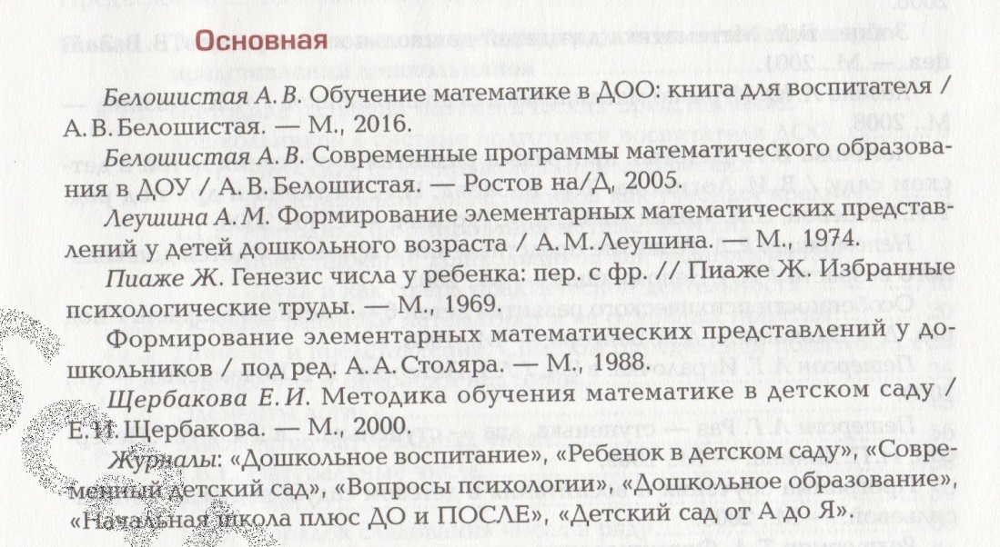 Основная
Белошистая А. В. Обучение математике в ДОО: книга для воспитателя /
А. В. Белошистая. — М., 2016.
Белошистая А. В. Современные программы математического образова-
ния в ДОУ / А. В. Белошистая. — Ростов на/Д, 2005.
Леушина А. М. Формирование элементарных математических представ-
лений у детей дошкольного возраста / А. М. Леушина. — М., 1974.
Пиаже Ж. Генезис числа у ребенка: пер. с фр. // Пиаже Ж. Избранные
психологические труды. — М., 1969.
Формирование элементарных математических представлений у до-
школьников / под ред. А. А. Столяра. — М., 1988.
Щербакова Е. И. Методика обучения математике в детском саду /
Е. И. Щербакова. — М., 2000.
Журналы: «Дошкольное воспитание», «Ребенок в детском саду», «Совре-
менный детский сад», «Вопросы психологии», «Дошкольное образование»,
«Начальная школа плюс ДО и ПОСЛЕ», «Детский сад от А до Я».